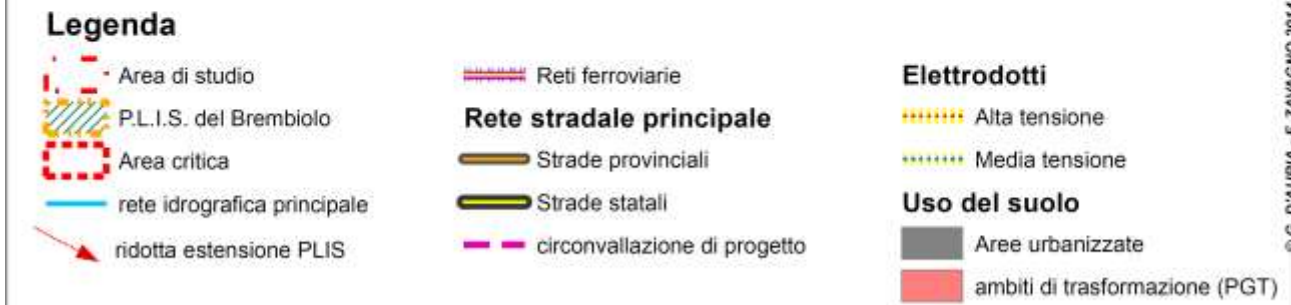 Legenda
Area di studio
P.L.I.S. del Brembiolo
Area critica
rete idrografica principale
ridotta estensione PLIS
Reti ferroviarie
Rete stradale principale
Strade provinciali
Strade statali
circonvallazione di progetto
Elettrodotti
Alta tensione
Media tensione
Uso del suolo
Aree urbanizzate
ambiti di trasformazione (PGT)